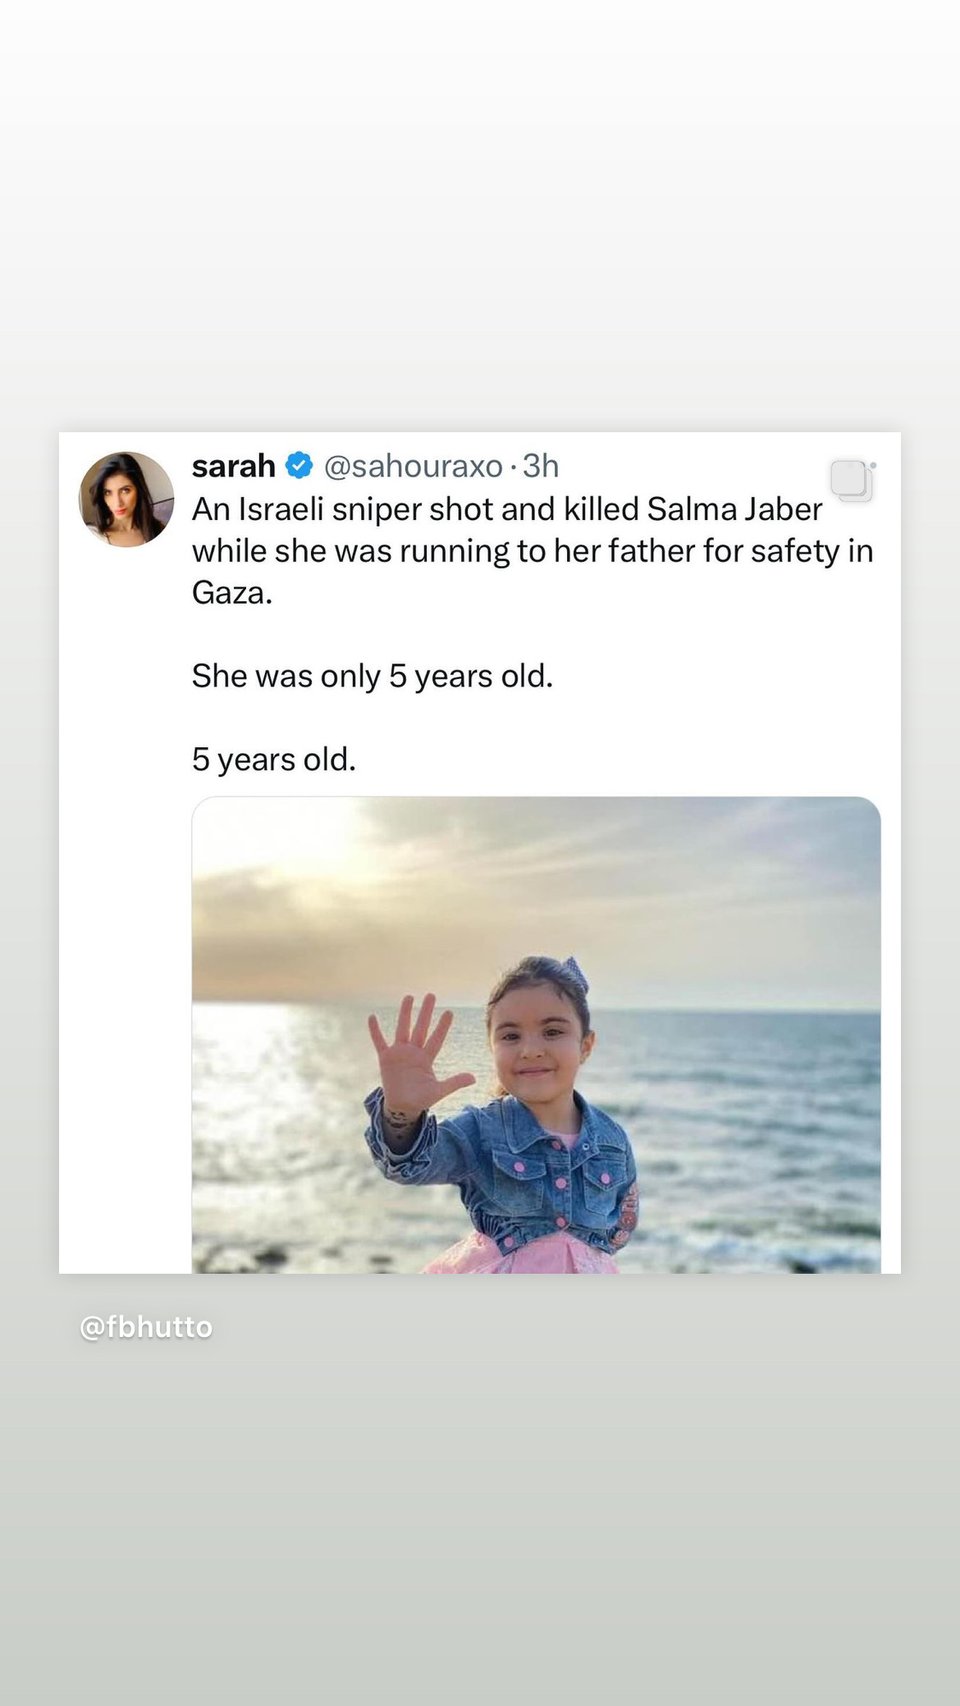 sarah @sahouraxo · 3h
An Israeli sniper shot and killed Salma Jaber
while she was running to her father for safety in
Gaza.
She was only 5 years old.
5 years old.
@fbhutto